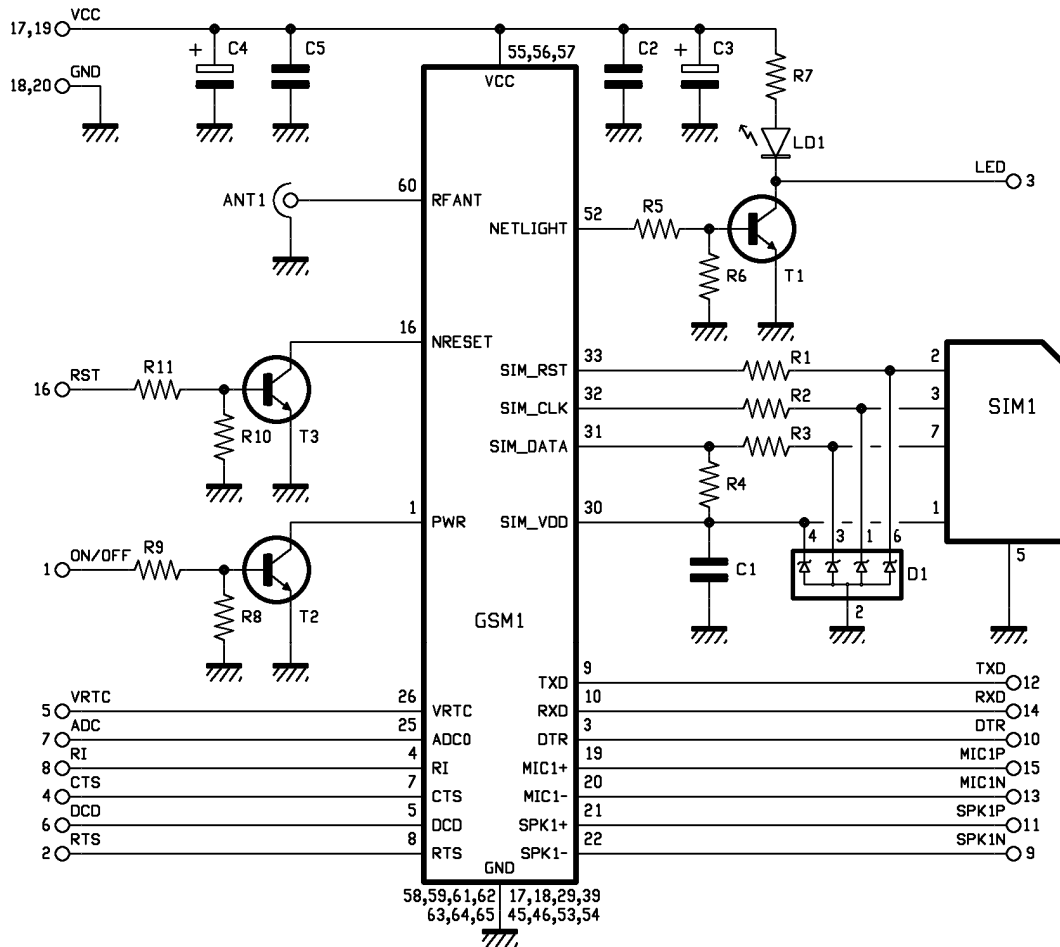 VCC
17,19
+ C4 C5 55,56,57 C2 + C3
GND
18,20
VCC
R7
LD1
LED
3
ANT1 60 RFANT
NETLIGHT 52 R5
R6 T1
16 NRESET
RST
16 R11
R10 T3
SIM_RST 33 R1 2
SIM_CLK 32 R2 3
SIM_DATA 31 R3 7
SIM1
R4
1 PWR
SIM_VDD 30 1
ON/OFF
1 R9
R8 T2
4 3 1 6
C1 D1
2
5
GSM1
TXD 9 TXD 12
VRTC
5 26 VRTC
RXD 10 RXD 14
ADC
7 25 ADC0
DTR 3 DTR 10
RI
8 4 RI
MIC1+ 19 MIC1P 15
CTS
4 7 CTS
MIC1- 20 MIC1N 13
DCD
6 5 DCD
SPK1+ 21 SPK1P 11
RTS
2 8 RTS
SPK1- 22 SPK1N 9
GND
58,59,61,62 17,18,29,39
63,64,65 45,46,53,54